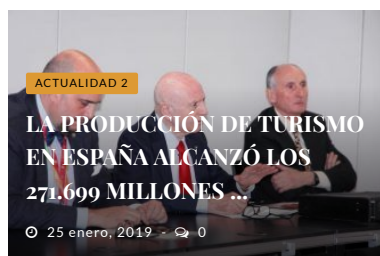 ACTUALIDAD 2
LA PRODUCCIÓN DE TURISMO
EN ESPAÑA ALCANZÓ LOS
271.699 MILLONES ...
25 enero, 2019 - 0